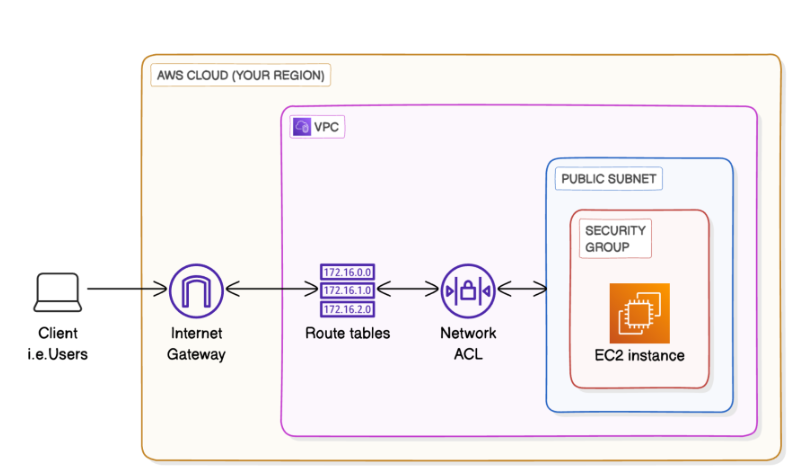 AWS CLOUD (YOUR REGION)
VPC
PUBLIC SUBNET
SECURITY
GROUP
172.16.0.0
172.16.1.0
172.16.2.0
Client
i.e.Users
Internet
Gateway
Route tables
Network
ACL
EC2 instance